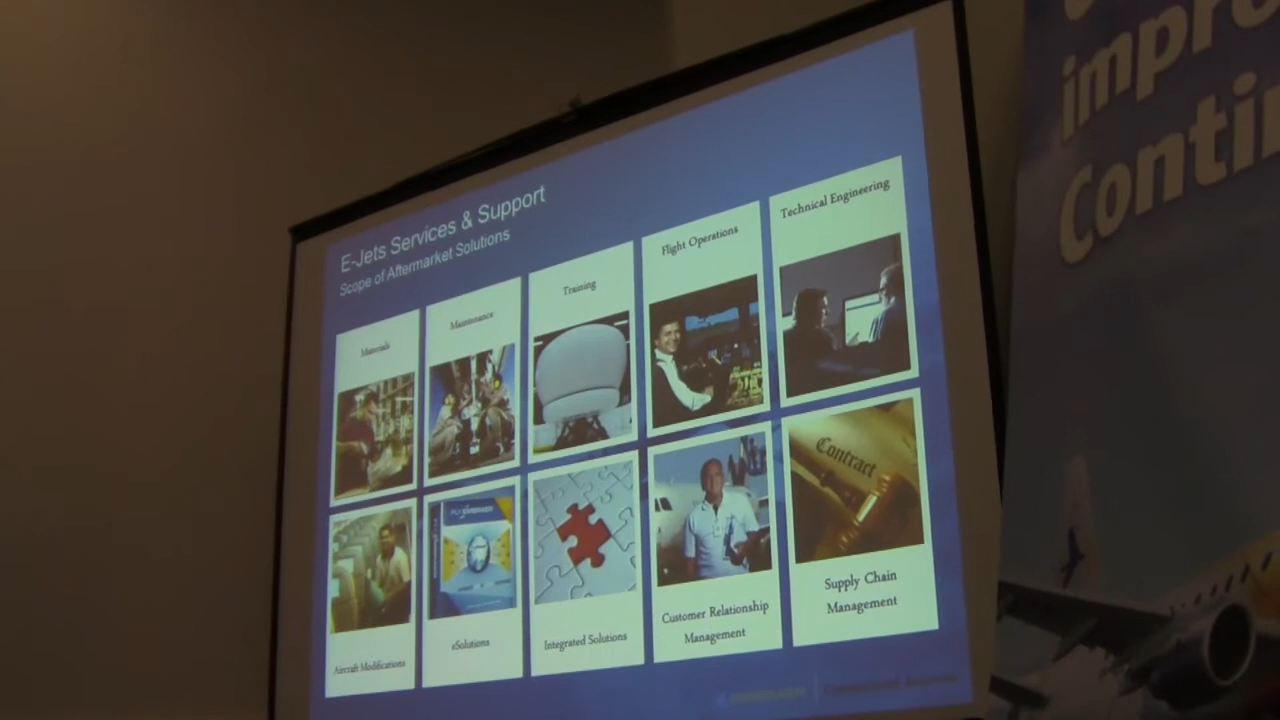 E-Jets Services & Support
Scope of Aftermarket Solutions
Materials
Maintenance
Training
Flight Operations
Technical Engineering
Contract
Aircraft Modifications
eSolutions
Integrated Solutions
Customer Relationship
Management
Supply Chain
Management
impro
Contin